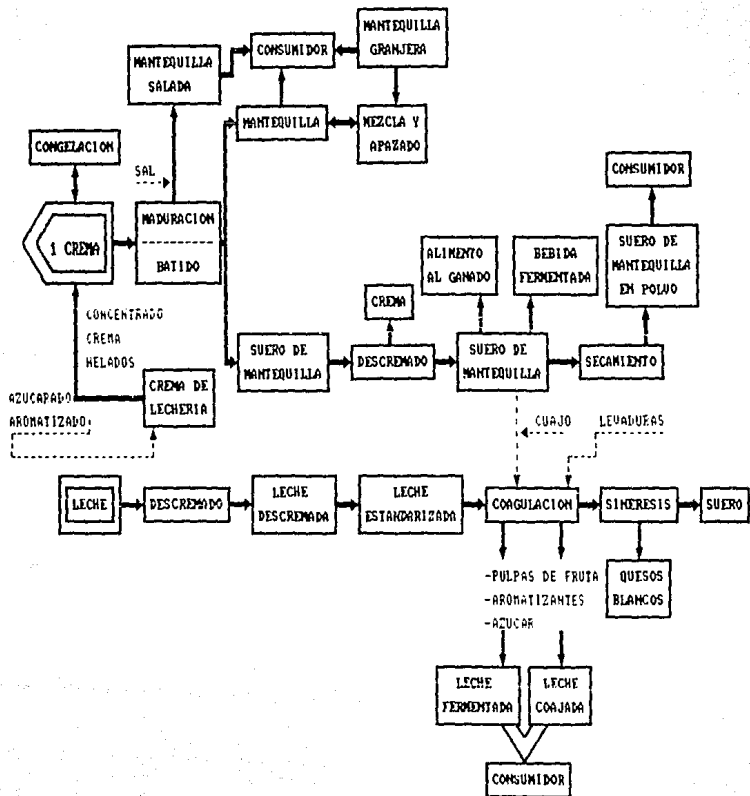 MANTEQUILLA
GRANJERA
CONSUMIDOR
MANTEQUILLA
SALADA
MANTEQUILLA
MEZCLA Y
APAZADO
CONGELACION
SAL
CONSUMIDOR
1 CREMA
MADURACION
BATIDO
ALIMENTO
AL GANADO
BEBIDA
FERMENTADA
SUERO DE
MANTEQUILLA
EN POLVO
CREMA
CONCENTRADO
CREMA
HELADOS
SUERO DE
MANTEQUILLA
DESCREMADO
SUERO DE
MANTEQUILLA
SECAMIENTO
CREMA DE
LECHERIA
AZUCAPADO
AROMATIZADO
CUAJO
LEVADURAS
LECHE
DESCREMADO
LECHE
DESCREMADA
LECHE
ESTANDARIZADA
COAGULACION
SINERESIS
SUERO
-PULPAS DE FRUTA
-AROMATIZANTES
-AZUCAR
QUESOS
BLANCOS
LECHE
FERMENTADA
LECHE
COAJADA
CONSUMIDOR